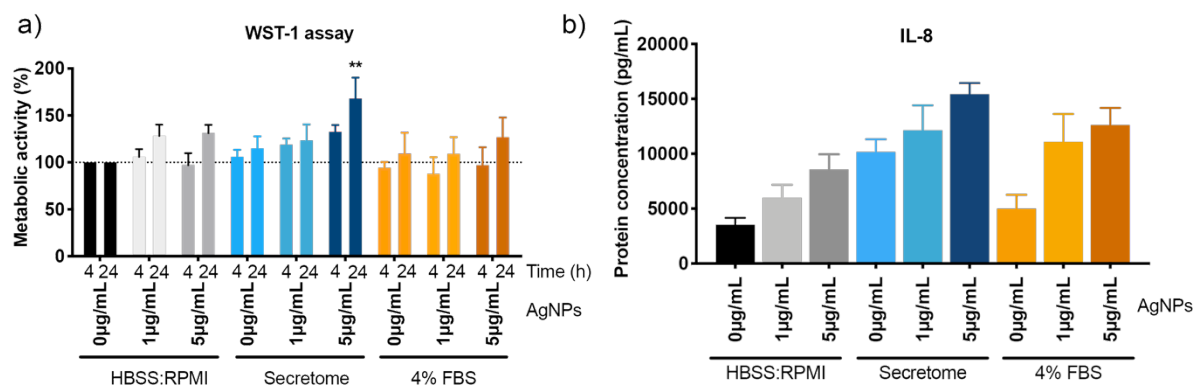 a)
WST-1 assay
Metabolic activity (%)
200
150
100
50
0
**
4 24 4 24 4 24 4 24 4 24 4 24 4 24 4 24 4 24 Time (h)
0µg/mL 1µg/mL 5µg/mL 0µg/mL 1µg/mL 5µg/mL 0µg/mL 1µg/mL 5µg/mL AgNPs
HBSS:RPMI Secretome 4% FBS
b)
IL-8
Protein concentration (pg/mL)
20000
15000
10000
5000
0
0µg/mL 1µg/mL 5µg/mL 0µg/mL 1µg/mL 5µg/mL 0µg/mL 1µg/mL 5µg/mL AgNPs
HBSS:RPMI Secretome 4% FBS